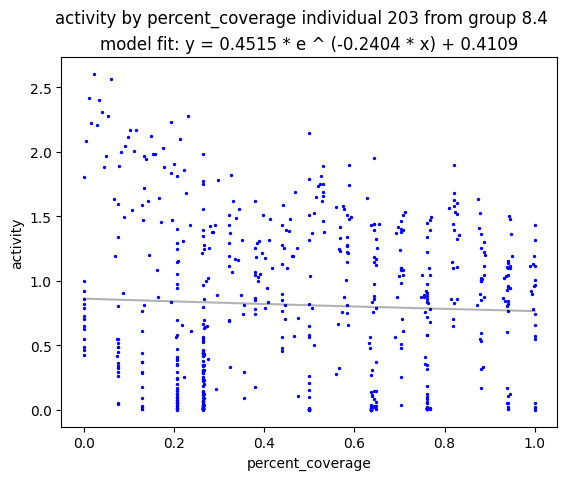 activity by percent_coverage individual 203 from group 8.4
model fit: y = 0.4515 * e ^ (-0.2404 * x) + 0.4109
2.5
2.0
1.5
1.0
0.5
0.0
activity
0.0 0.2 0.4 0.6 0.8 1.0
percent_coverage